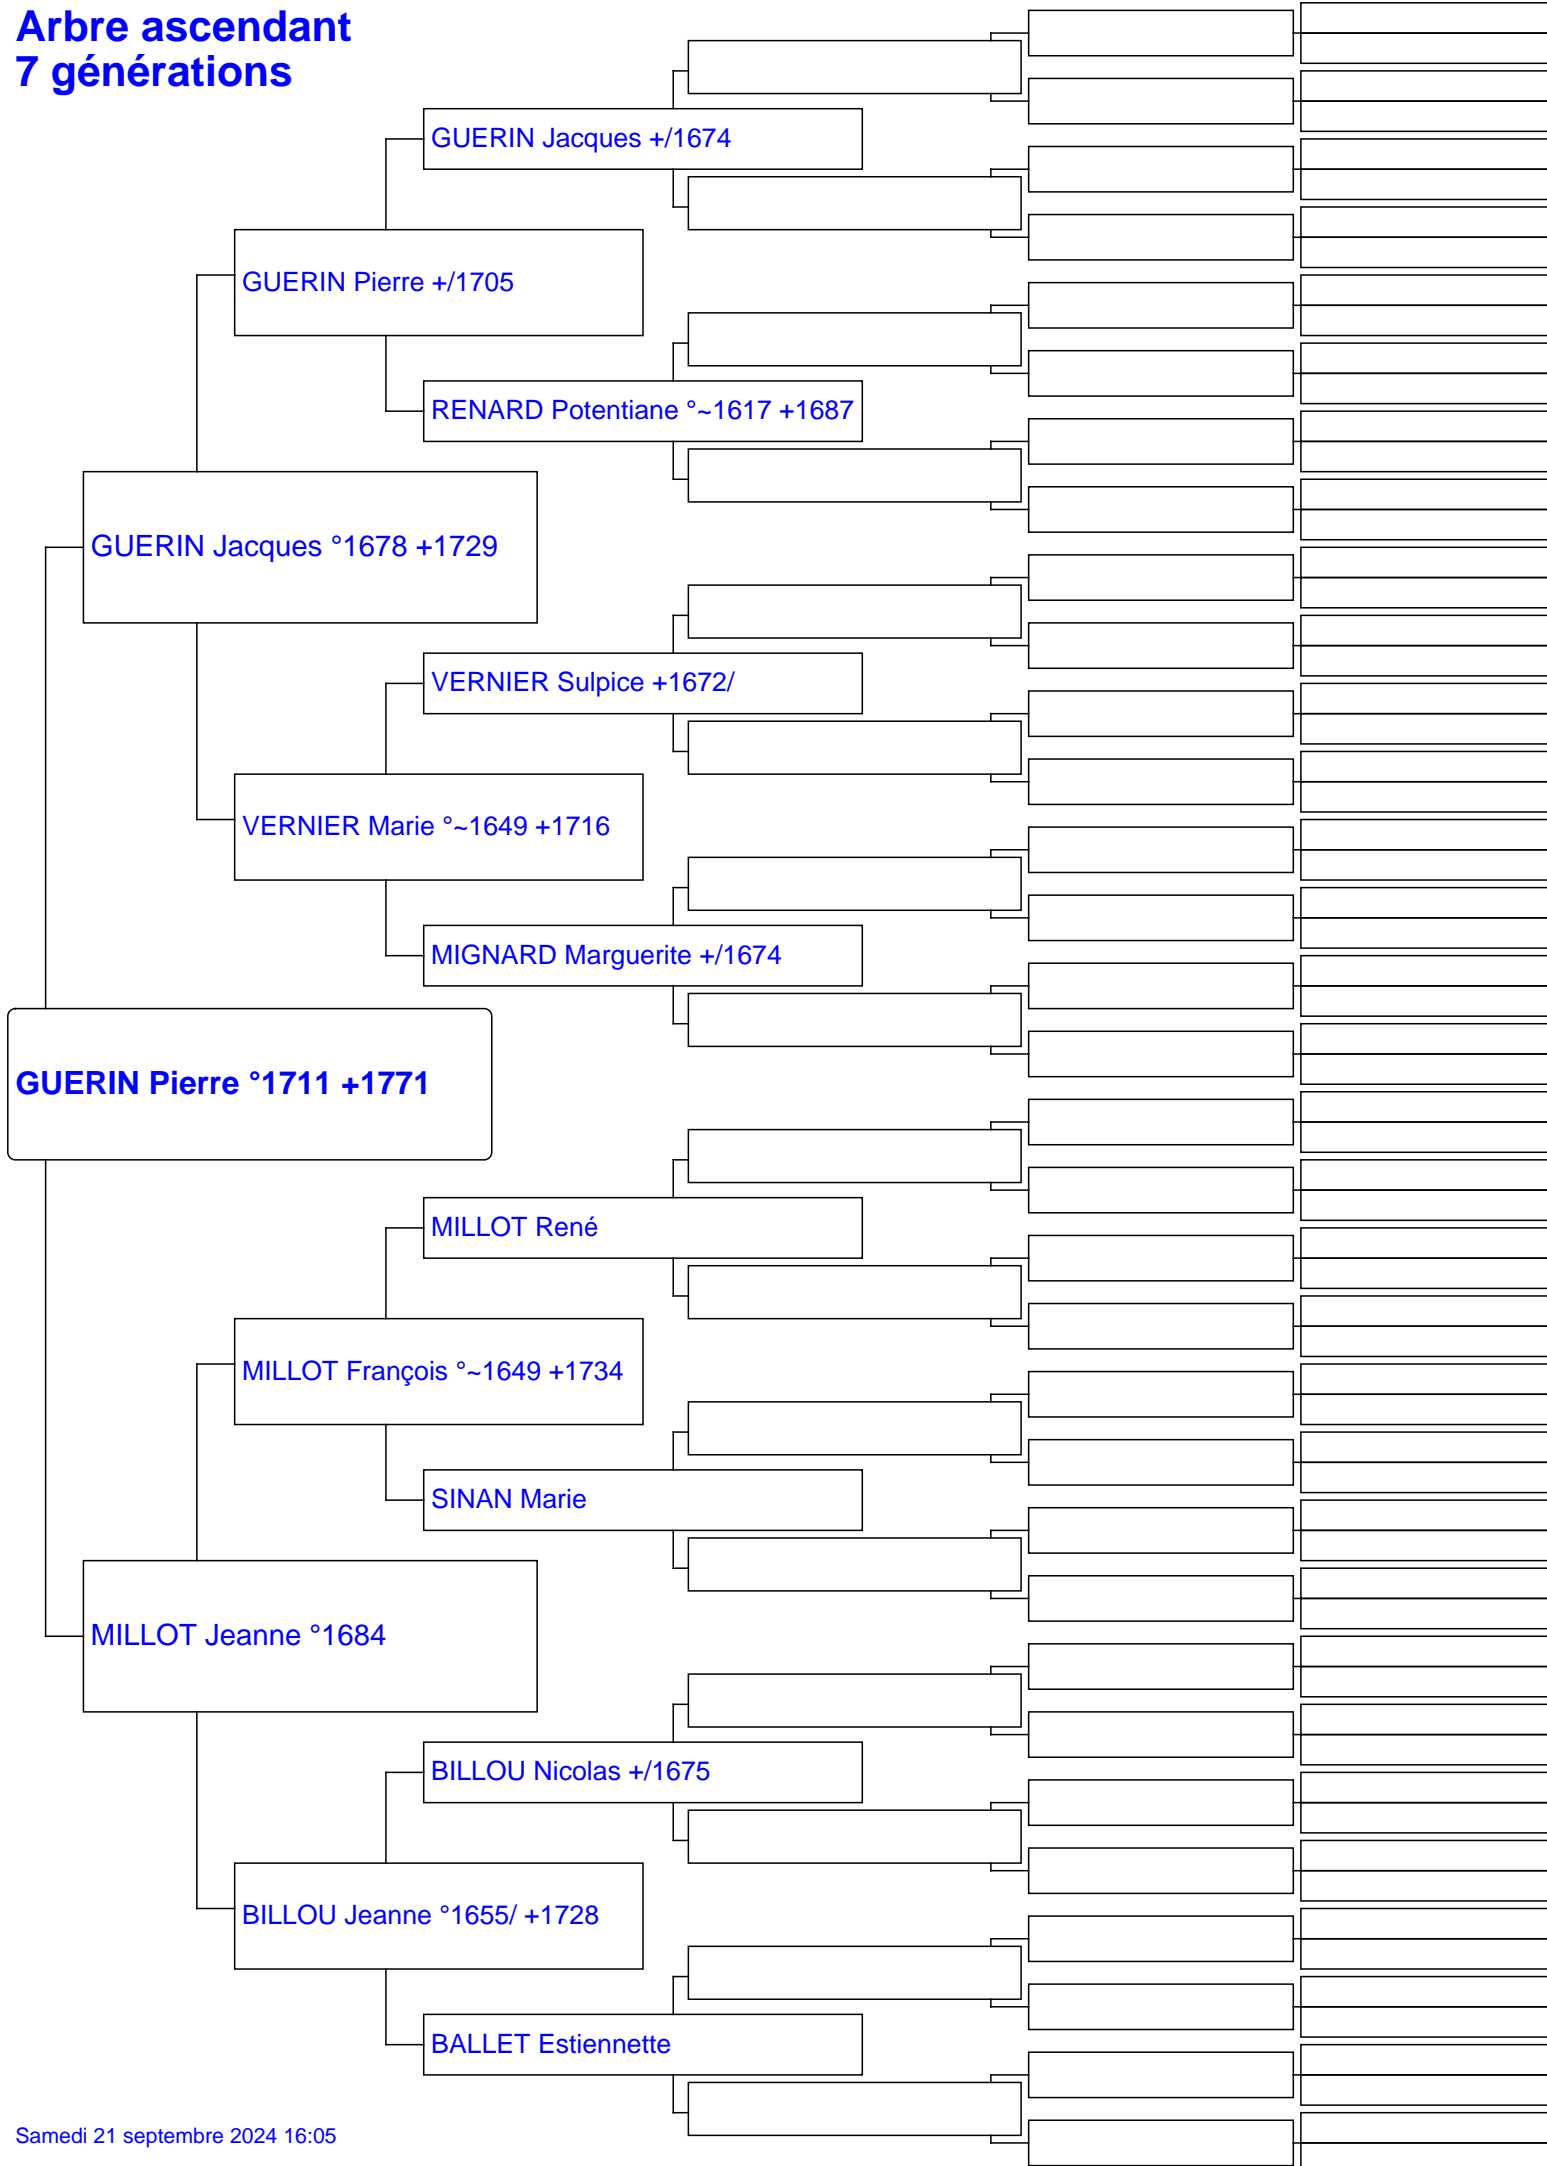 Arbre ascendant
7 générations
GUERIN Jacques +/1674
GUERIN Pierre +/1705
RENARD Potentiane °~1617 +1687
GUERIN Jacques °1678 +1729
VERNIER Sulpice +1672/
VERNIER Marie °~1649 +1716
MIGNARD Marguerite +/1674
GUERIN Pierre °1711 +1771
MILLOT René
MILLOT François °~1649 +1734
SINAN Marie
MILLOT Jeanne °1684
BILLOU Nicolas +/1675
BILLOU Jeanne °1655/ +1728
BALLET Estiennette
Samedi 21 septembre 2024 16:05